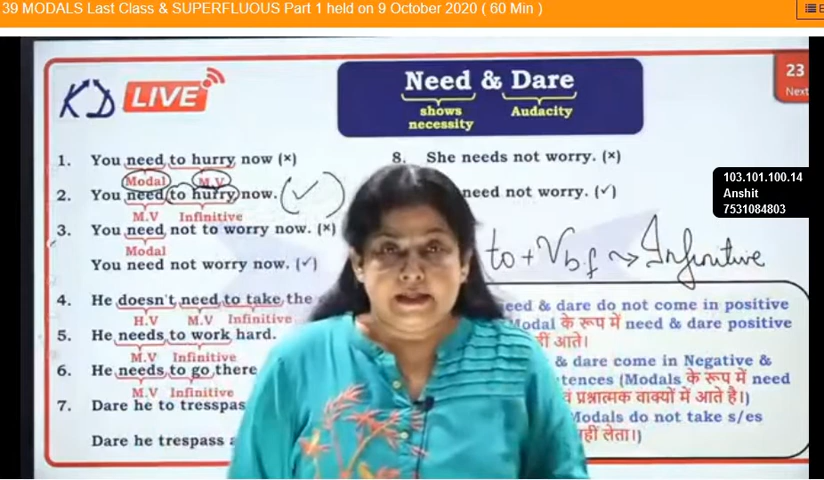 39 MODALS Last Class & SUPERFLUOUS Part 1 held on 9 October 2020 ( 60 Min )
KD LIVE
Need & Dare
shows necessity
Audacity
23
Next
1. You need to hurry now (×)
Modal M.V
2. You need to hurry now. (✓)
M.V Infinitive
3. You need not to worry now. (×)
Modal
You need not worry now. (✓)
4. He doesn't need to take the
H.V M.V Infinitive
5. He needs to work hard.
M.V Infinitive
6. He needs to go there
M.V Infinitive
7. Dare he to tresspas
Dare he trespass
8. She needs not worry. (×)
need not worry. (✓)
to + V b.f → Infinitive
& dare do not come in positive
Modal के रूप में need & dare positive
आते।
& dare come in Negative &
(Modals के रूप में need
प्रश्नात्मक वाक्यों में आते है।)
Modals do not take s/es
लेता।)
103.101.100.14
Anshit
7531084803